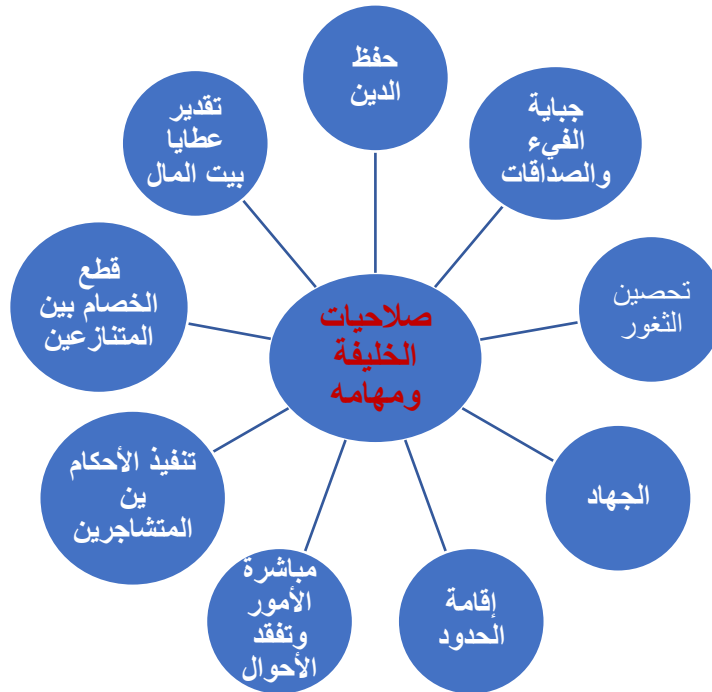 صلاحيات
الخليفة
ومهامه
حفظ
الدين
جباية
الفيء
والصداقات
تحصين
الثغور
الجهاد
إقامة
الحدود
مباشرة
الأمور
وتفقد
الأحوال
تنفيذ الأحكام
ين
المتشاجرين
قطع
الخصام بين
المتنازعين
تقدير
عطايا
بيت المال